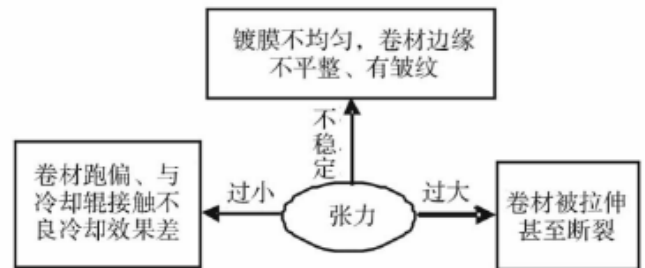 镀膜不均匀，卷材边缘
不平整、有皱纹
不稳定
卷材跑偏、与
冷却辊接触不
良冷却效果差
过小
张力
过大
卷材被拉伸
甚至断裂